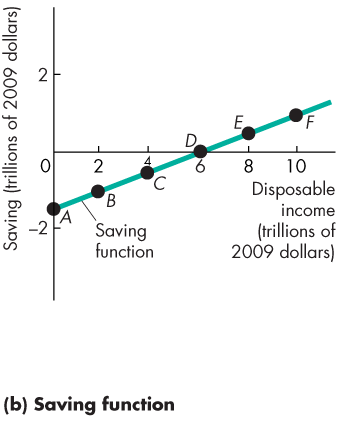 Saving (trillions of 2009 dollars)
2
0
2
4
6
8
10
–2
A
B
C
D
E
F
Saving
function
Disposable
income
(trillions of
2009 dollars)
(b) Saving function